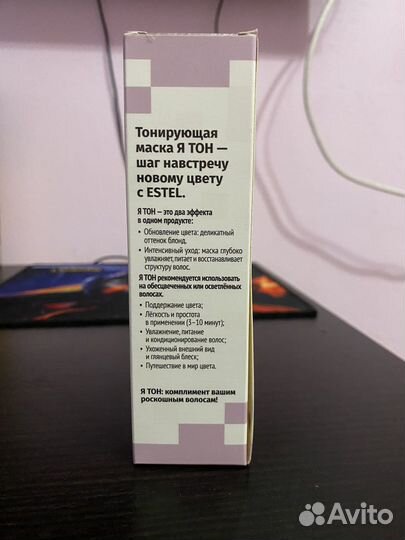 Тонирующая
маска Я ТОН —
шаг навстречу
новому цвету
с ESTEL.
Я ТОН — это два эффекта
в одном продукте:
• Обновление цвета: деликатный
оттенок блонд.
• Интенсивный уход: маска глубоко
увлажняет, питает и восстанавливает
структуру волос.
Я ТОН рекомендуется использовать
на обесцвеченных или осветлённых
волосах.
• Поддержание цвета;
• Лёгкость и простота
в применении (3–10 минут);
• Увлажнение, питание
и кондиционирование волос;
• Ухоженный внешний вид
и глянцевый блеск;
• Путешествие в мир цвета.
Я ТОН: комплимент вашим
роскошным волосам!
Avito